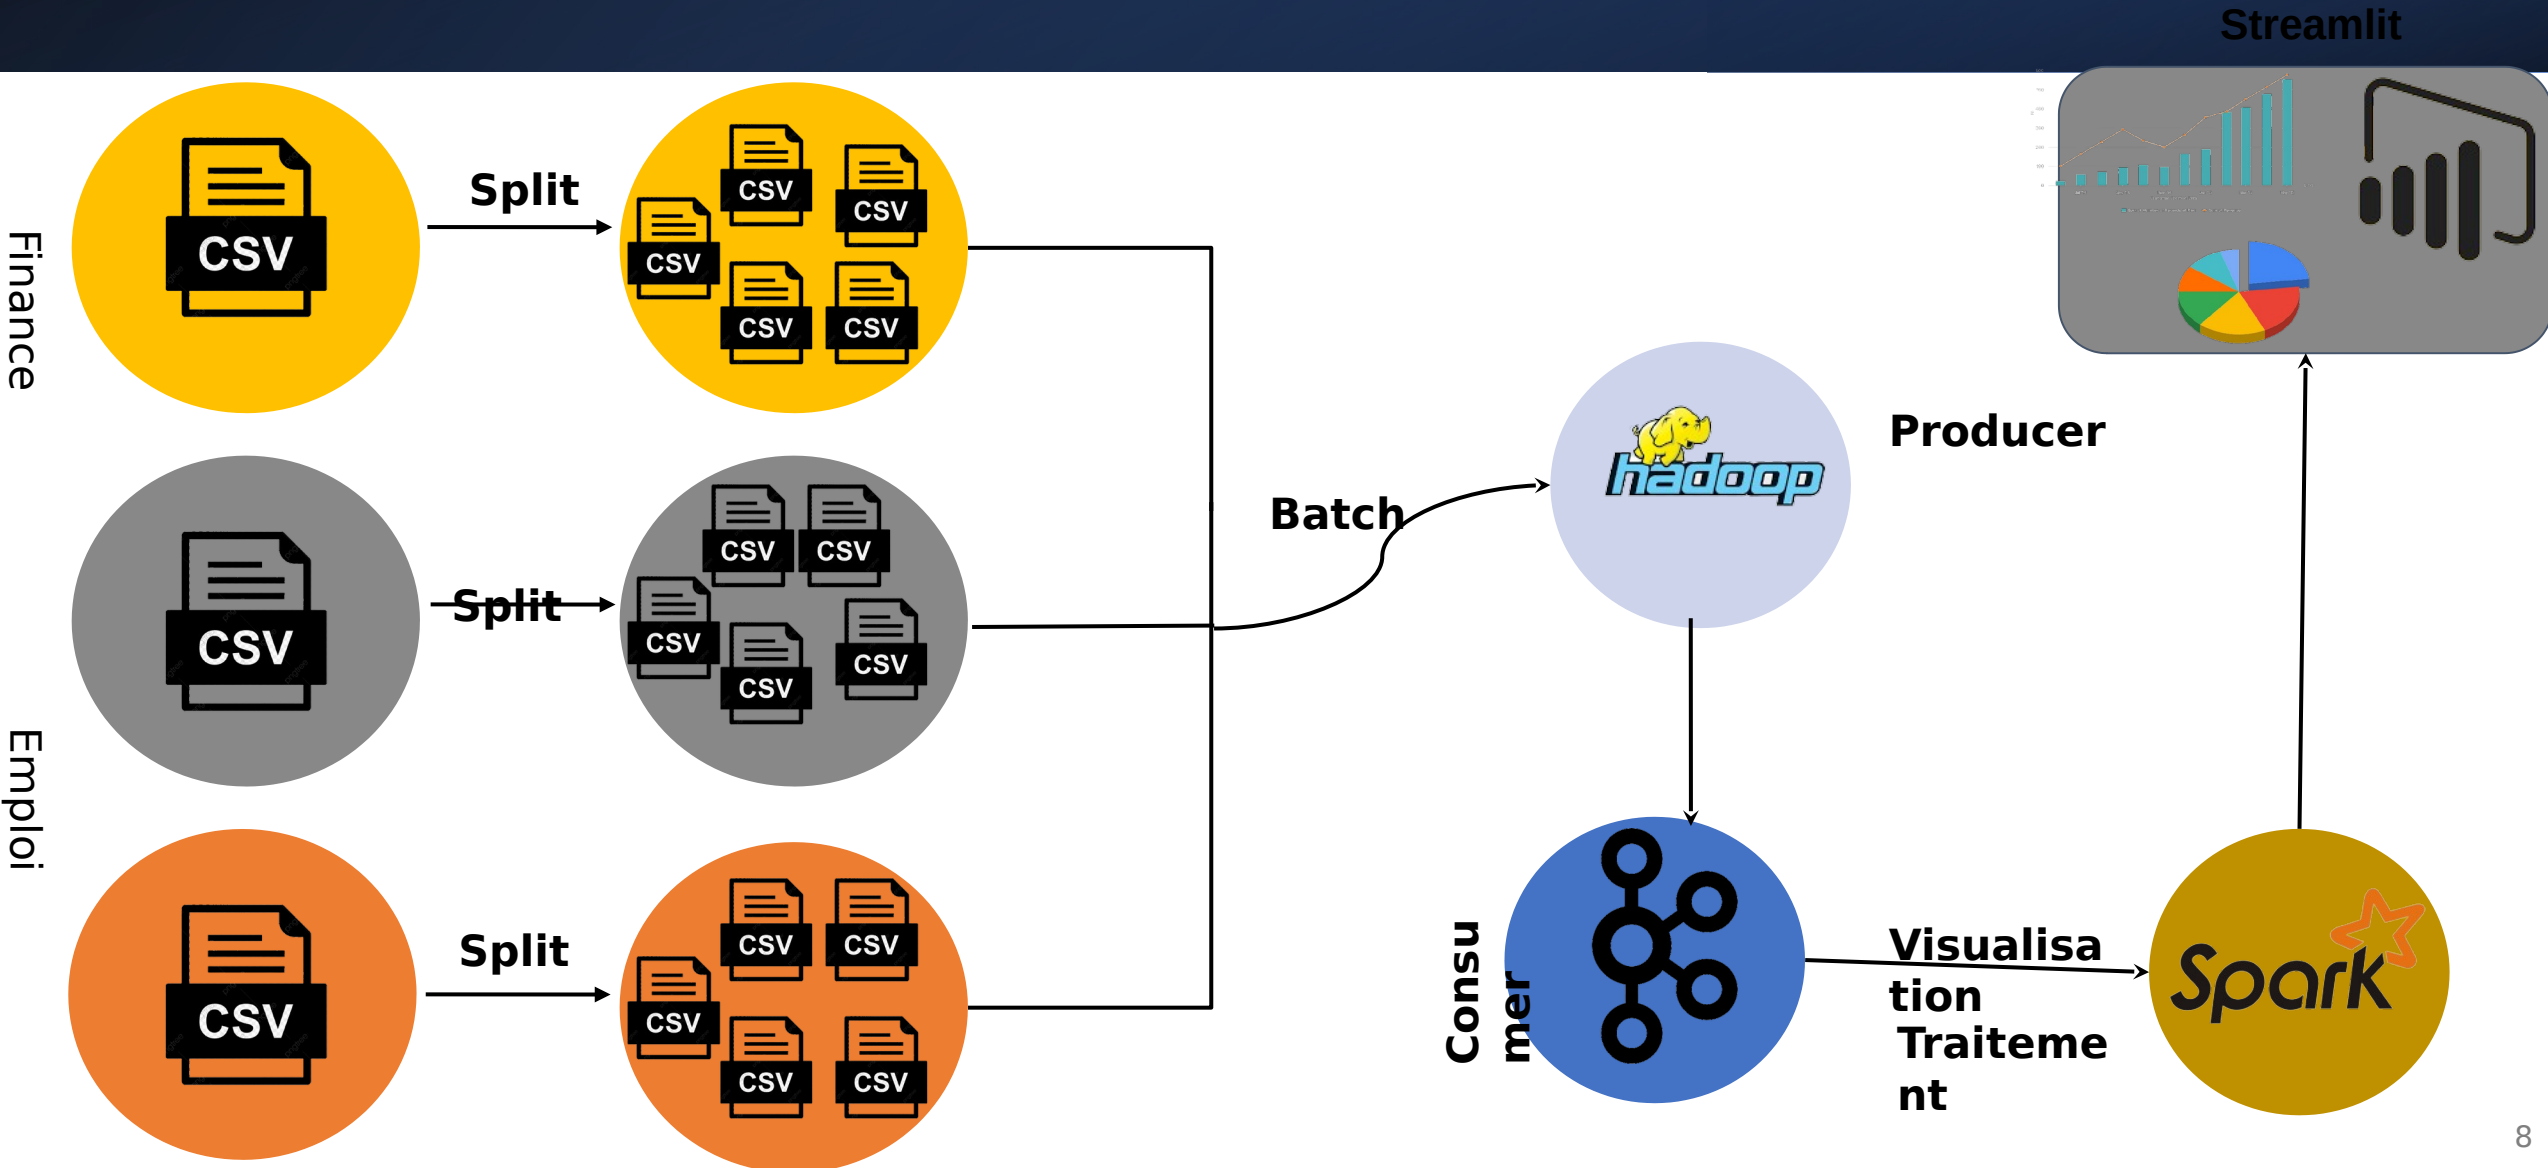 Streamlit
Finance
Emploi
CSV
Split
CSV
CSV
CSV
CSV
CSV
CSV
Split
CSV
CSV
CSV
CSV
CSV
CSV
Split
CSV
CSV
CSV
CSV
CSV
Batch
hadoop
Producer
Consu
mer
Visualisa
tion
Traiteme
nt
Spark
8